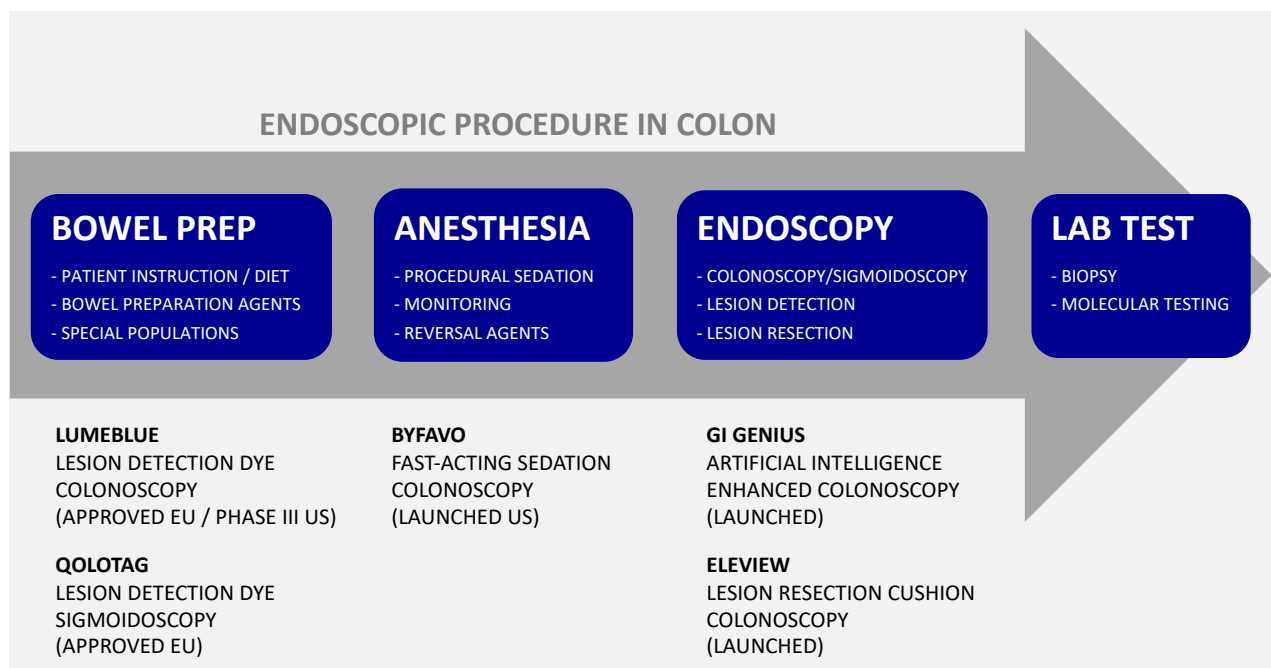 ENDOSCOPIC PROCEDURE IN COLON
BOWEL PREP
- PATIENT INSTRUCTION / DIET
- BOWEL PREPARATION AGENTS
- SPECIAL POPULATIONS
ANESTHESIA
- PROCEDURAL SEDATION
- MONITORING
- REVERSAL AGENTS
ENDOSCOPY
- COLONOSCOPY/SIGMOIDOSCOPY
- LESION DETECTION
- LESION RESECTION
LAB TEST
- BIOPSY
- MOLECULAR TESTING
LUMEBLUE
LESION DETECTION DYE
COLONOSCOPY
(APPROVED EU / PHASE III US)
QOLOTAG
LESION DETECTION DYE
SIGMOIDOSCOPY
(APPROVED EU)
BYFAVO
FAST-ACTING SEDATION
COLONOSCOPY
(LAUNCHED US)
GI GENIUS
ARTIFICIAL INTELLIGENCE
ENHANCED COLONOSCOPY
(LAUNCHED)
ELEVIEW
LESION RESECTION CUSHION
COLONOSCOPY
(LAUNCHED)